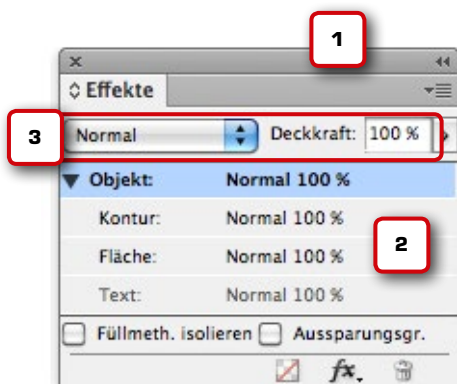 1
Effekte
3
Normal Deckkraft: 100 %
Objekt: Normal 100 %
Kontur: Normal 100 %
2
Fläche: Normal 100 %
Text: Normal 100 %
Füllmeth. isolieren Aussparungsgr.
fx.